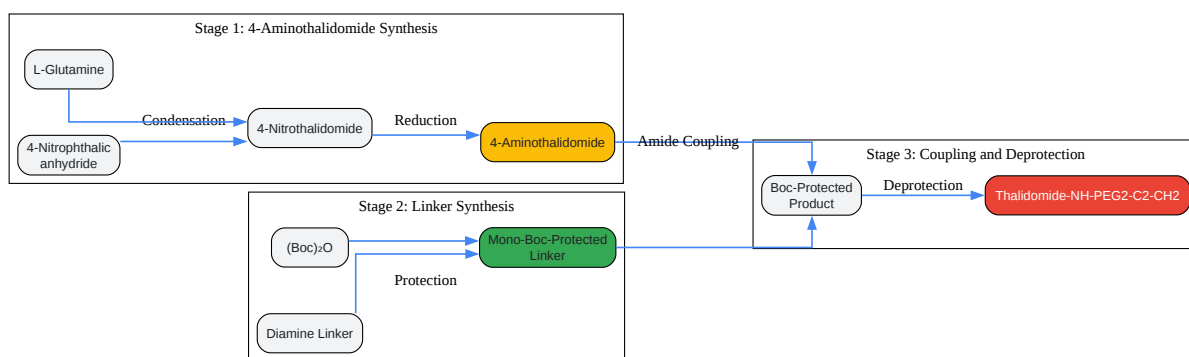 Stage 1: 4-Aminothalidomide Synthesis
L-Glutamine
Condensation
4-Nitrophthalic
anhydride
4-Nitrothalidomide
Reduction
4-Aminothalidomide
Amide Coupling
Stage 2: Linker Synthesis
(Boc)₂O
Diamine Linker
Protection
Mono-Boc-Protected
Linker
Stage 3: Coupling and Deprotection
Boc-Protected
Product
Deprotection
Thalidomide-NH-PEG2-C2-CH2